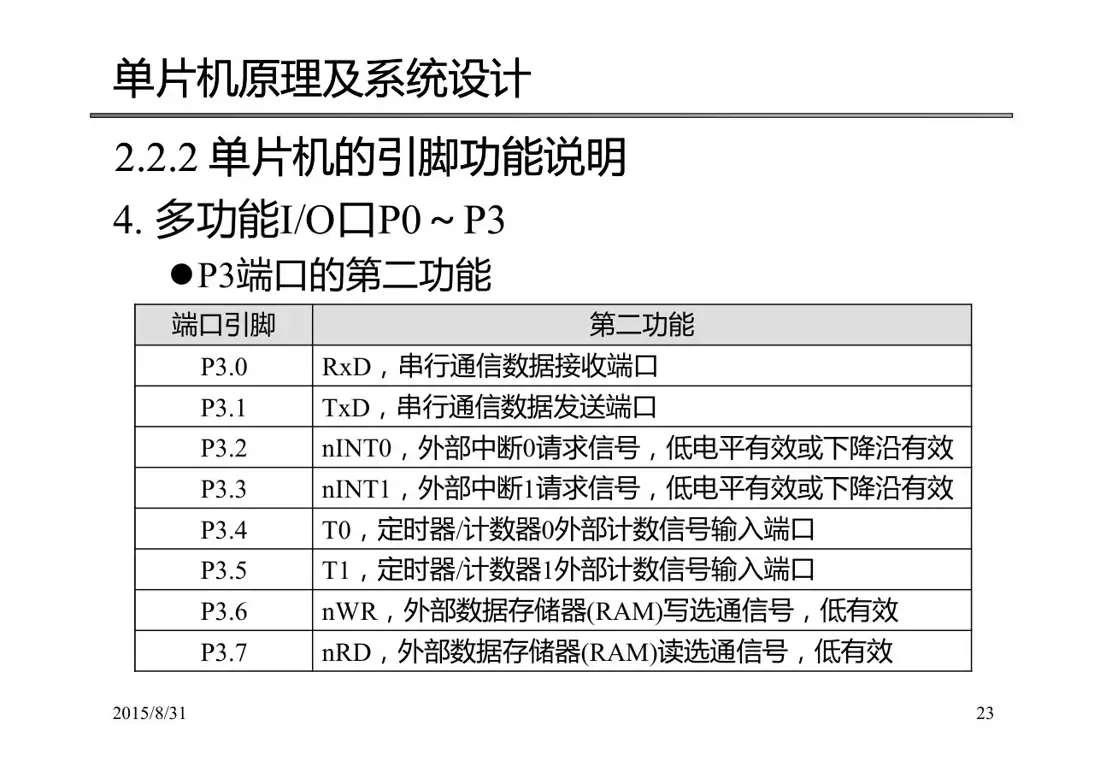 单片机原理及系统设计
2.2.2 单片机的引脚功能说明
4. 多功能I/O口P0～P3
●P3端口的第二功能
端口引脚 第二功能
P3.0 RxD，串行通信数据接收端口
P3.1 TxD，串行通信数据发送端口
P3.2 nINT0，外部中断0请求信号，低电平有效或下降沿有效
P3.3 nINT1，外部中断1请求信号，低电平有效或下降沿有效
P3.4 T0，定时器/计数器0外部计数信号输入端口
P3.5 T1，定时器/计数器1外部计数信号输入端口
P3.6 nWR，外部数据存储器(RAM)写选通信号，低有效
P3.7 nRD，外部数据存储器(RAM)读选通信号，低有效
2015/8/31 23